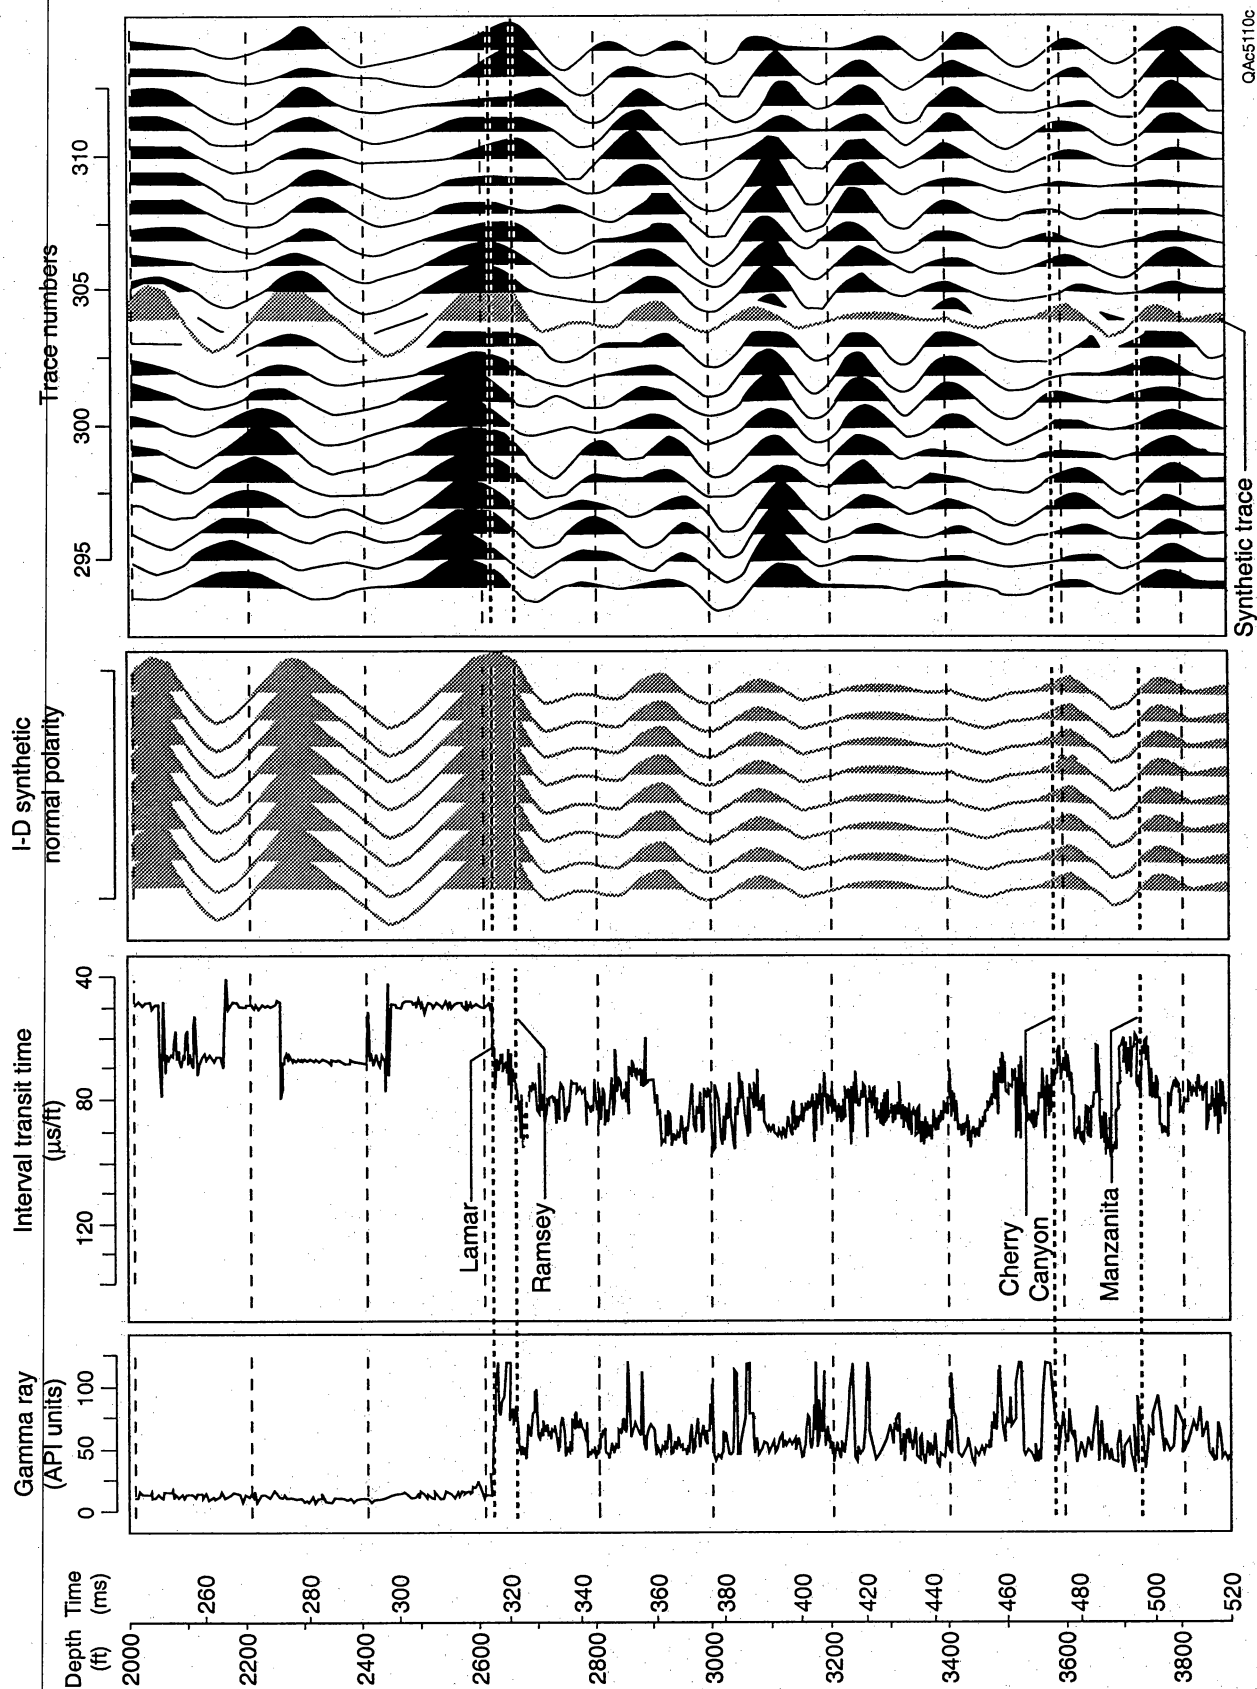 Depth
(ft)
Time
(ms)
2000
2200
2400
2600
2800
3000
3200
3400
3600
3800
260
280
300
320
340
360
380
400
420
440
460
480
500
520
Gamma ray
(API units)
0
50
100
Interval transit time
(μs/ft)
120
80
40
Lamar
Ramsey
Cherry
Canyon
Manzanita
I-D synthetic
normal polarity
Trace numbers
295
300
305
310
Synthetic trace
QAc5110c